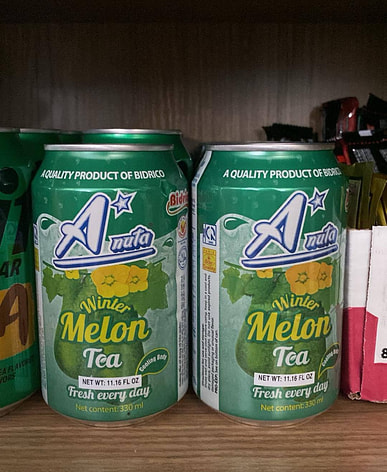 A QUALITY PRODUCT OF BIDRICO
A nuta
Winter
Melon
Tea
Cooling Body
NET WT: 11.16 FL OZ
Fresh every day
Net content: 330 ml
A QUALITY PRODUCT OF BIDRICO
A nuta
Winter
Melon
Tea
Cooling Body
NET WT: 11.16 FL OZ
Fresh every day
Net content: 330 ml